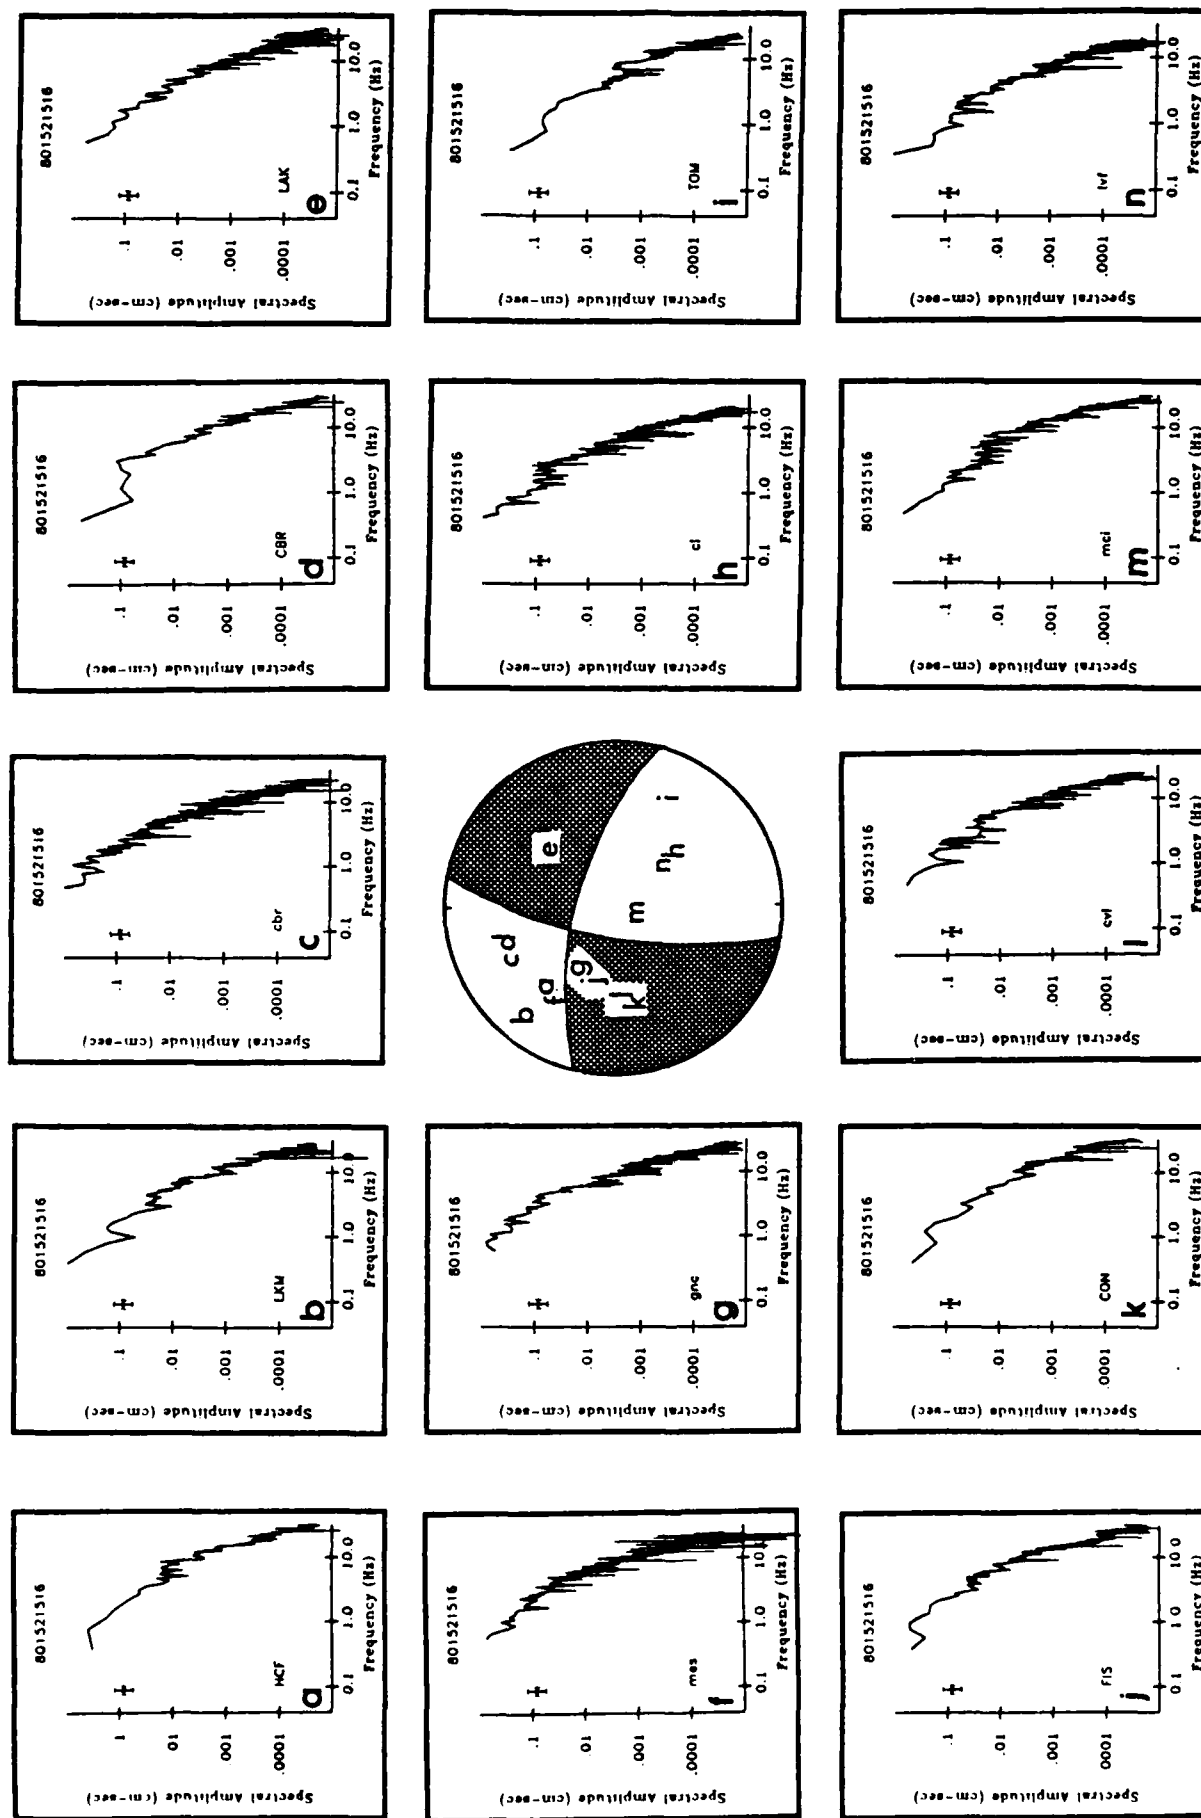 801521516
Spectral Amplitude (cm-sec)
.1
.01
.001
.0001
HCF
a
0.1 1.0 10.0
Frequency (Hz)
801521516
Spectral Amplitude (cm-sec)
.1
.01
.001
.0001
LKM
b
0.1 1.0 10.0
Frequency (Hz)
801521516
Spectral Amplitude (cm-sec)
.1
.01
.001
.0001
cbr
c
0.1 1.0 10.0
Frequency (Hz)
801521516
Spectral Amplitude (cm-sec)
.1
.01
.001
.0001
CBR
d
0.1 1.0 10.0
Frequency (Hz)
801521516
Spectral Amplitude (cm-sec)
.1
.01
.001
.0001
LAK
e
0.1 1.0 10.0
Frequency (Hz)
801521516
Spectral Amplitude (cm-sec)
.1
.01
.001
.0001
mes
f
0.1 1.0 10.0
Frequency (Hz)
801521516
Spectral Amplitude (cm-sec)
.1
.01
.001
.0001
gnc
g
0.1 1.0 10.0
Frequency (Hz)
c d
b
f a
e
g
j
l
k
m
n h
i
801521516
Spectral Amplitude (cm-sec)
.1
.01
.001
.0001
cl
h
0.1 1.0 10.0
Frequency (Hz)
801521516
Spectral Amplitude (cm-sec)
.1
.01
.001
.0001
TOM
i
0.1 1.0 10.0
Frequency (Hz)
801521516
Spectral Amplitude (cm-sec)
.1
.01
.001
.0001
FIS
j
0.1 1.0 10.0
Frequency (Hz)
801521516
Spectral Amplitude (cm-sec)
.1
.01
.001
.0001
CON
k
0.1 1.0 10.0
Frequency (Hz)
801521516
Spectral Amplitude (cm-sec)
.1
.01
.001
.0001
cvl
l
0.1 1.0 10.0
Frequency (Hz)
801521516
Spectral Amplitude (cm-sec)
.1
.01
.001
.0001
mcl
m
0.1 1.0 10.0
Frequency (Hz)
801521516
Spectral Amplitude (cm-sec)
.1
.01
.001
.0001
lvf
n
0.1 1.0 10.0
Frequency (Hz)